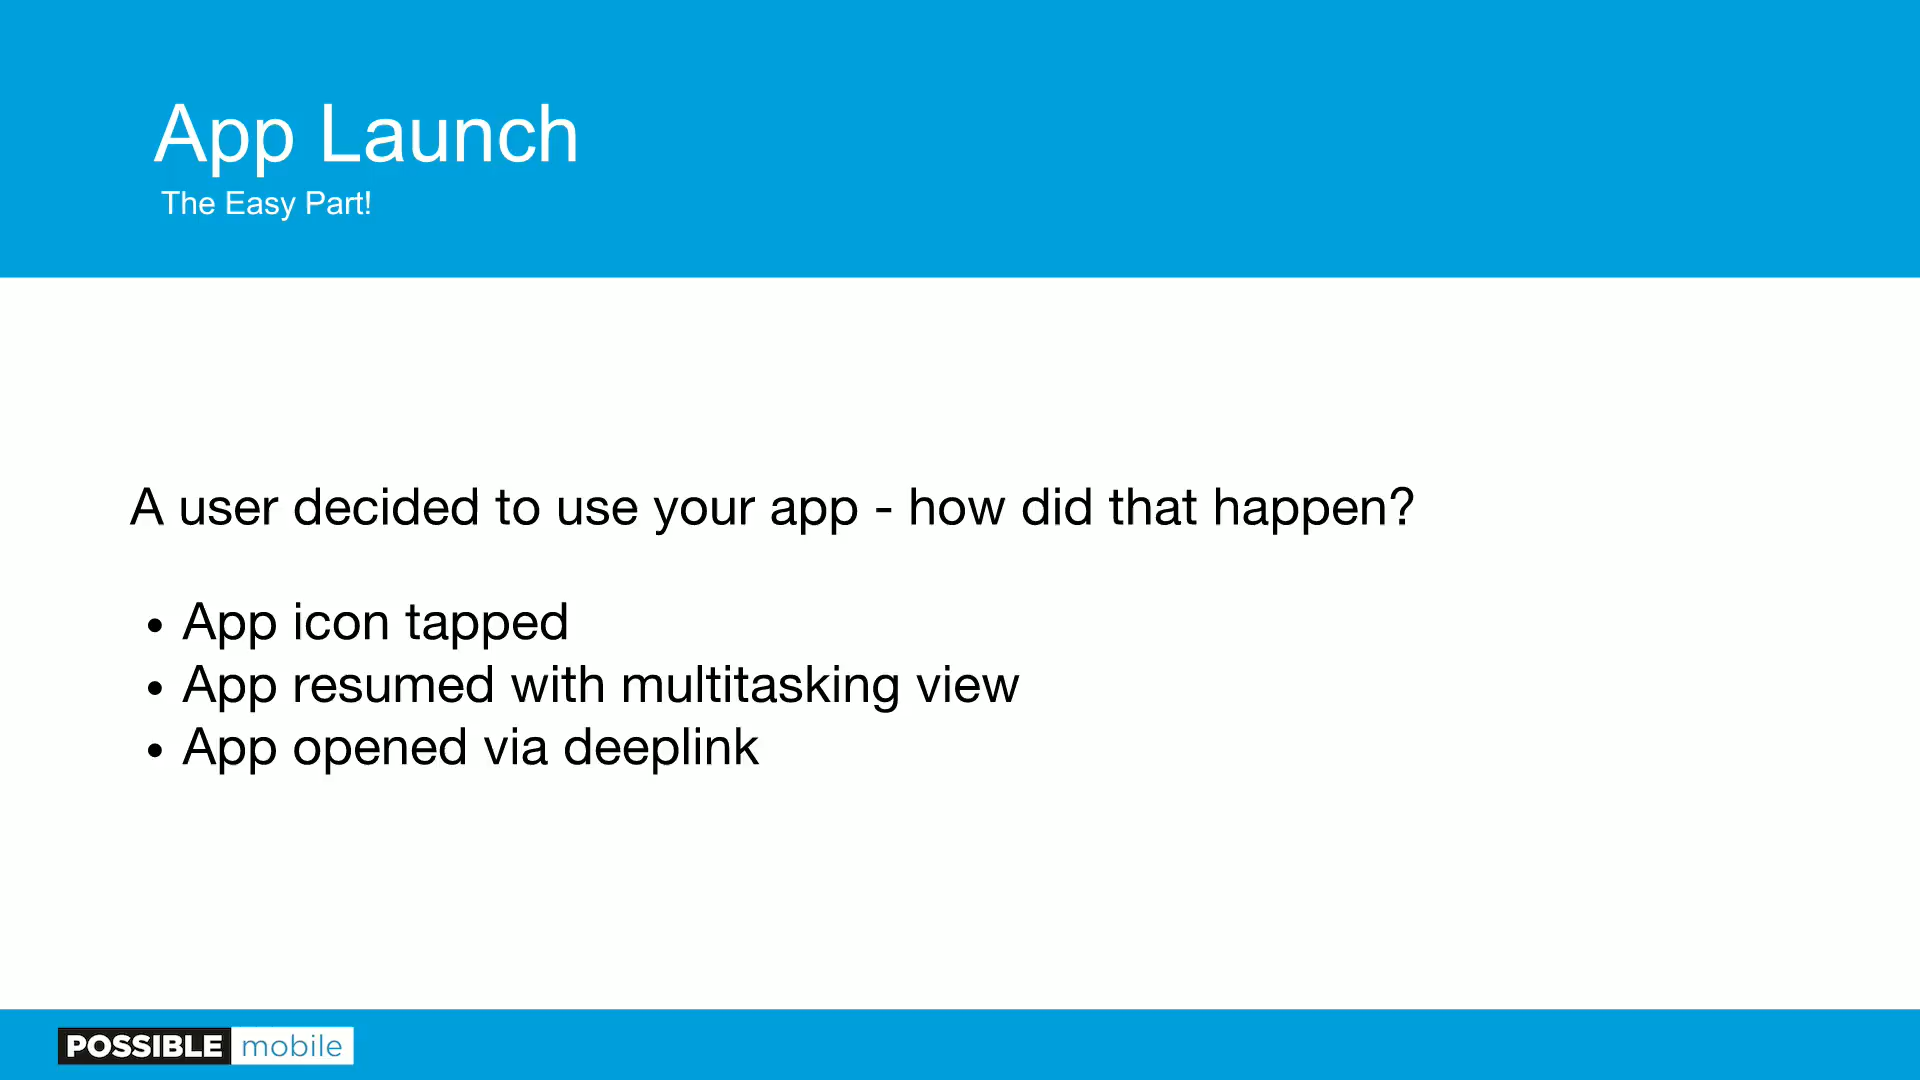 App Launch
The Easy Part!
A user decided to use your app - how did that happen?
• App icon tapped
• App resumed with multitasking view
• App opened via deeplink
POSSIBLE mobile